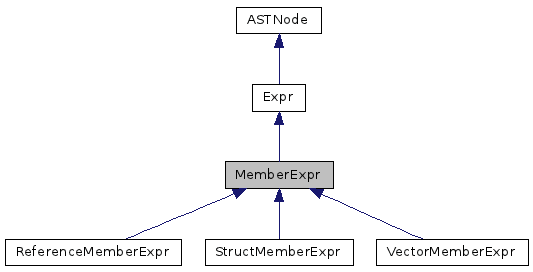 ASTNode
Expr
MemberExpr
ReferenceMemberExpr
StructMemberExpr
VectorMemberExpr